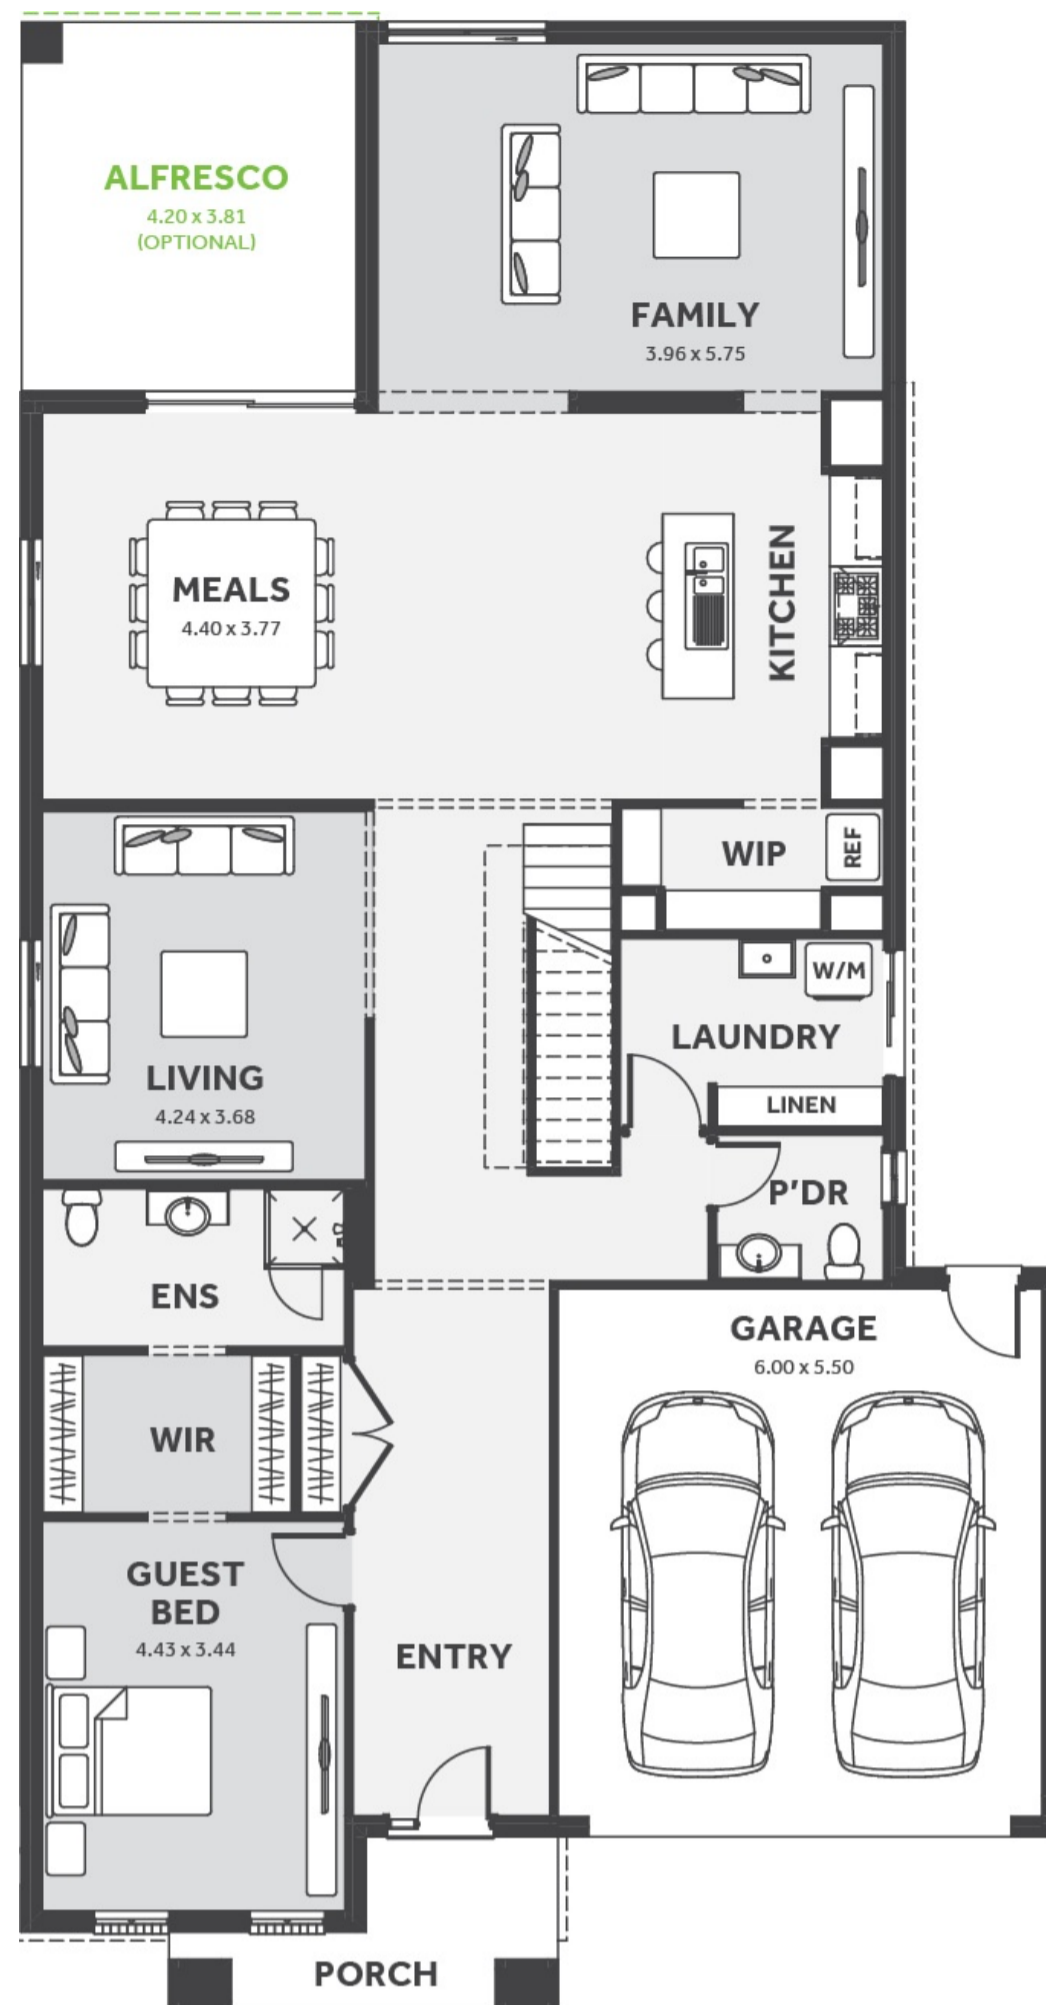 ALFRESCO
4.20 x 3.81
(OPTIONAL)
FAMILY
3.96 x 5.75
MEALS
4.40 x 3.77
KITCHEN
WIP
REF
W/M
LAUNDRY
LINEN
LIVING
4.24 x 3.68
P'DR
ENS
GARAGE
6.00 x 5.50
WIR
GUEST
BED
4.43 x 3.44
ENTRY
PORCH